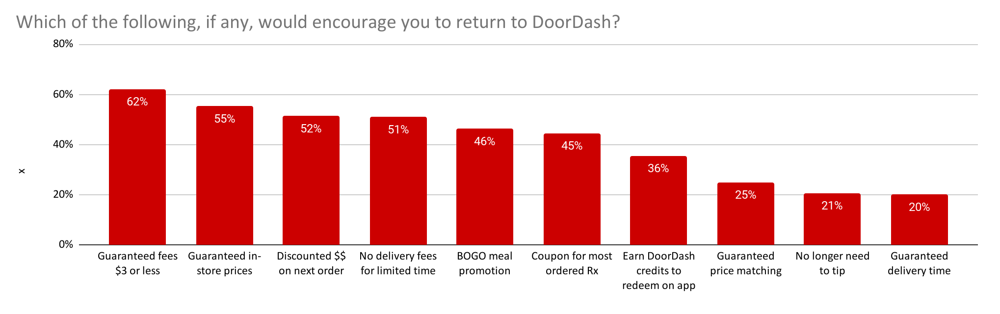 Which of the following, if any, would encourage you to return to DoorDash?
80%
60%
40%
20%
0%
x
62%
55%
52%
51%
46%
45%
36%
25%
21%
20%
Guaranteed fees
$3 or less
Guaranteed in-
store prices
Discounted $$
on next order
No delivery fees
for limited time
BOGO meal
promotion
Coupon for most
ordered Rx
Earn DoorDash
credits to
redeem on app
Guaranteed
price matching
No longer need
to tip
Guaranteed
delivery time